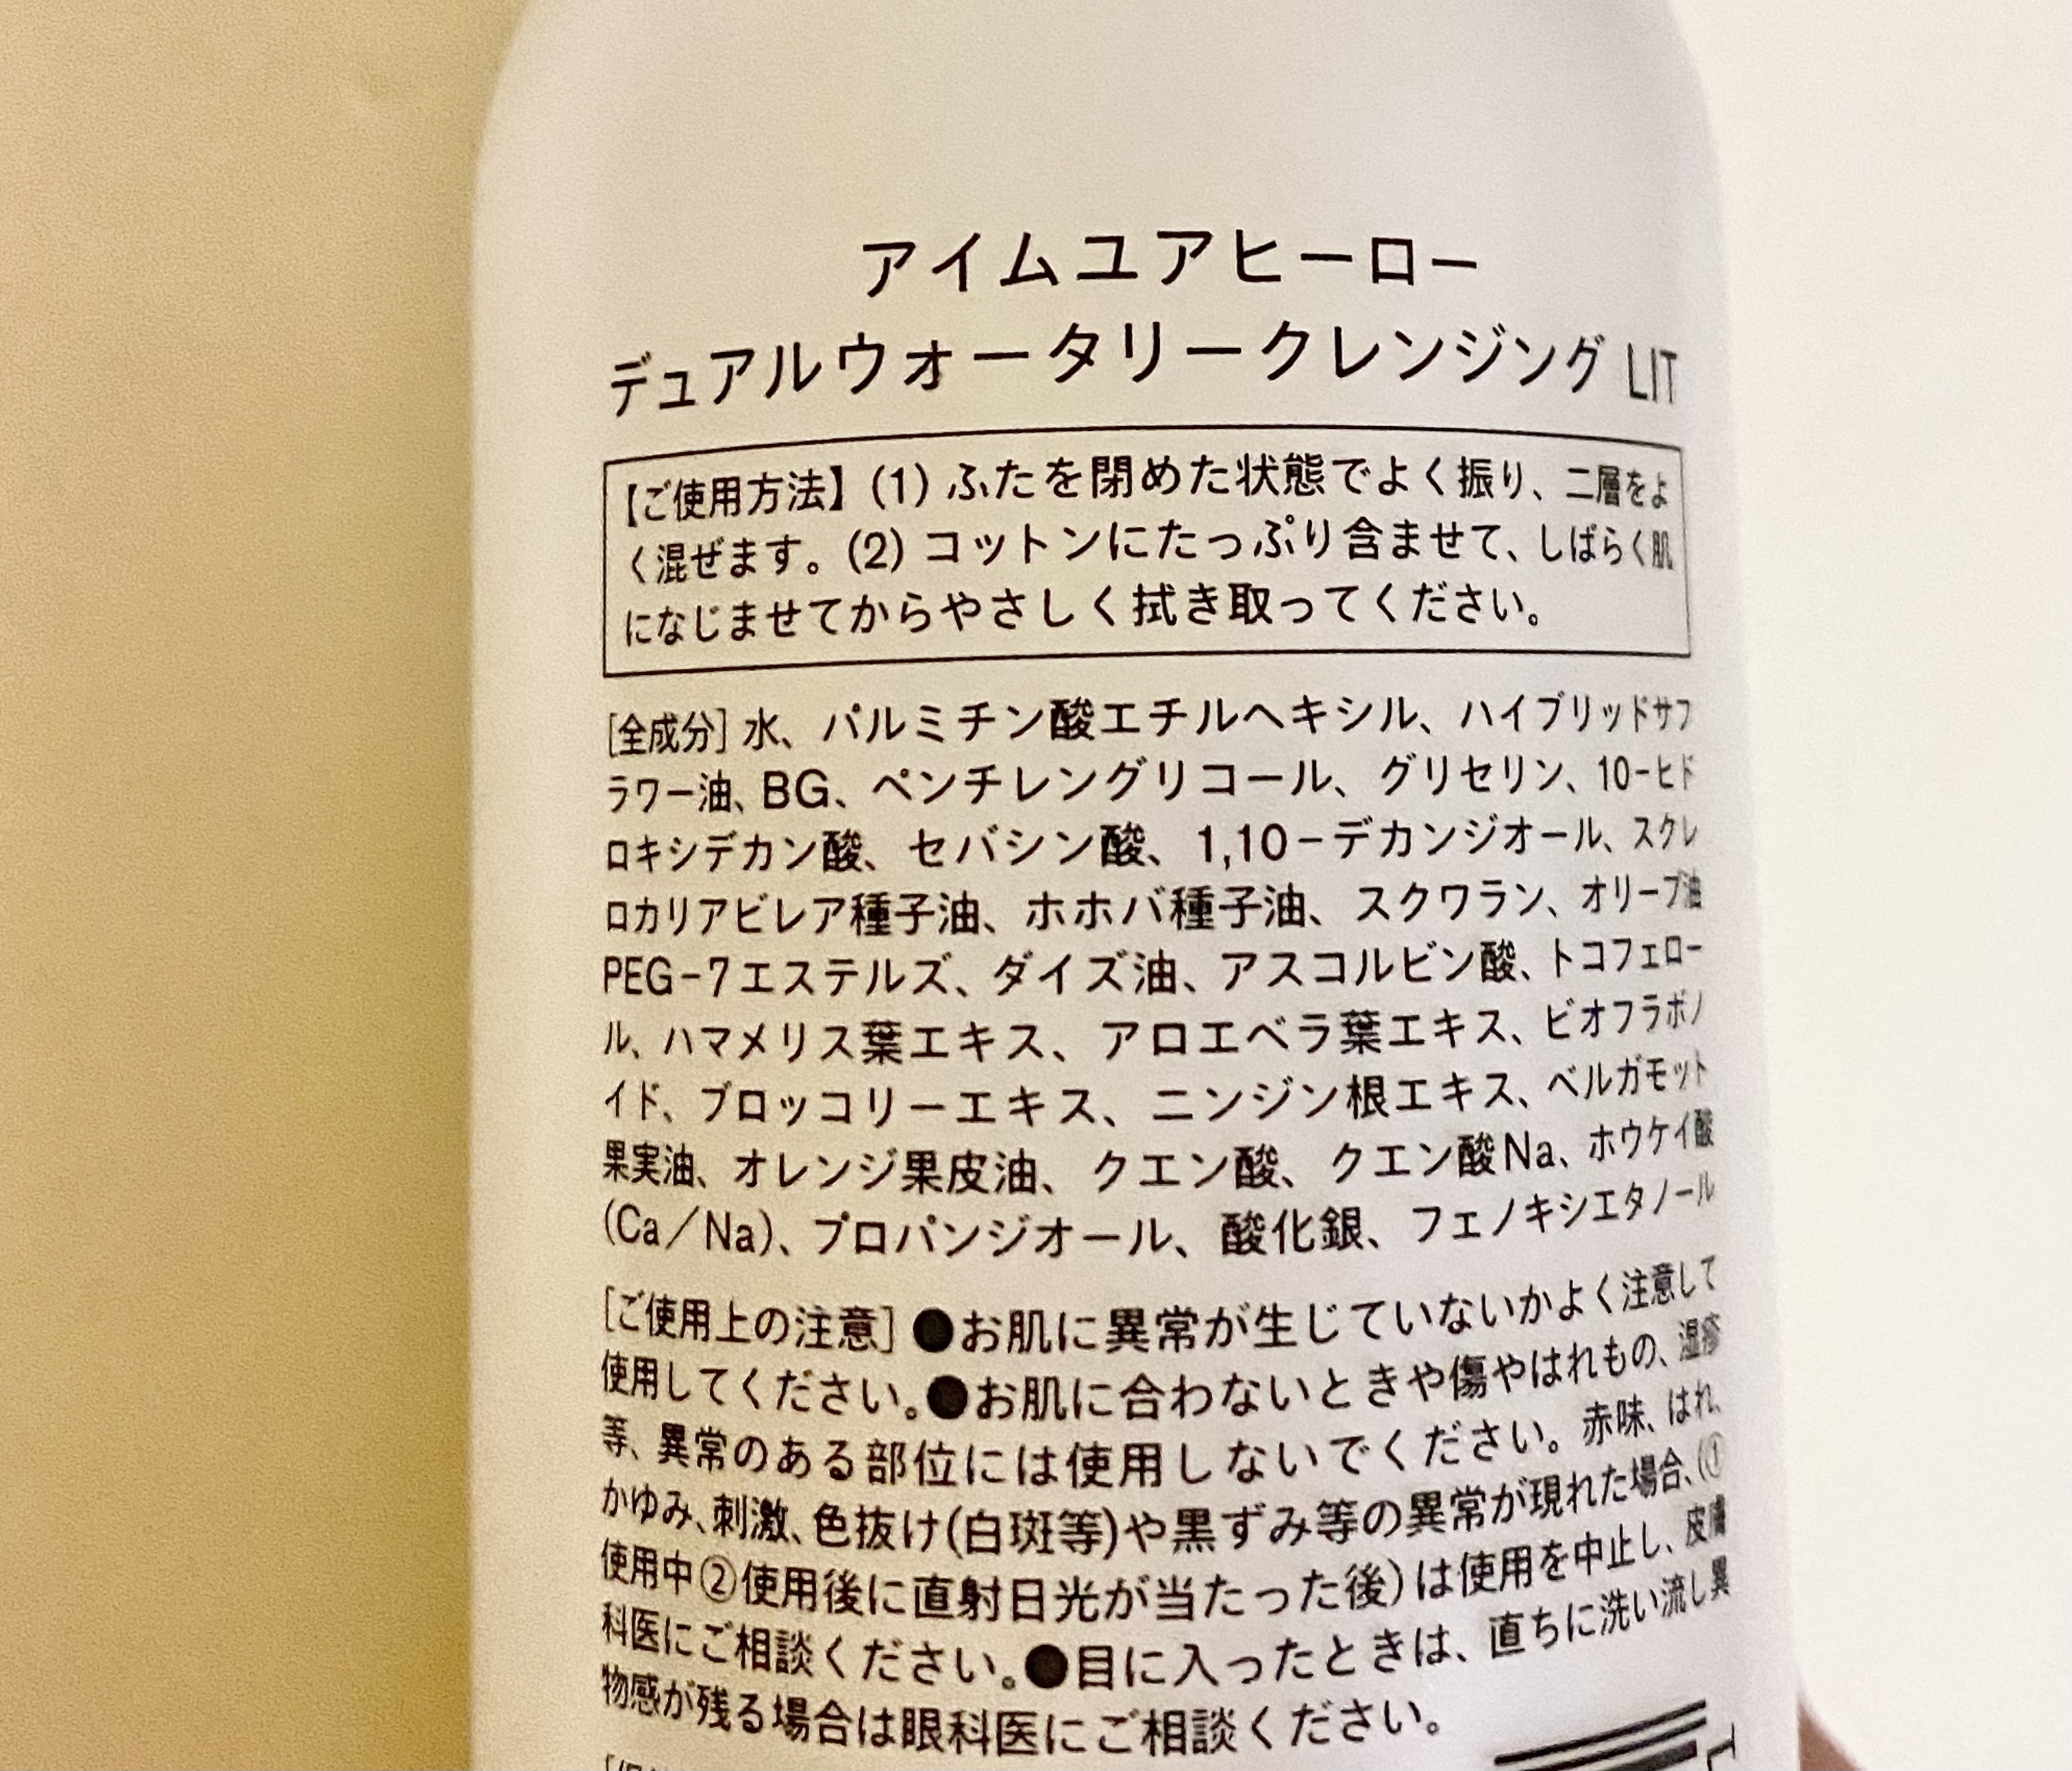 アイムユアヒーロー
デュアルウォータリークレンジング LIT
【ご使用方法】(1) ふたを閉めた状態でよく振り、二層をよ
く混ぜます。(2) コットンにたっぷり含ませて、しばらく肌
になじませてからやさしく拭き取ってください。
[全成分] 水、パルミチン酸エチルヘキシル、ハイブリッドサフ
ラワー油、BG、ペンチレングリコール、グリセリン、10-ヒド
ロキシデカン酸、セバシン酸、1,10-デカンジオール、スクレ
ロカリアビレア種子油、ホホバ種子油、スクワラン、オリーブ油
PEG-7エステルズ、ダイズ油、アスコルビン酸、トコフェロー
ル、ハマメリス葉エキス、アロエベラ葉エキス、ビオフラボノ
イド、ブロッコリーエキス、ニンジン根エキス、ベルガモット
果実油、オレンジ果皮油、クエン酸、クエン酸Na、ホウケイ酸
(Ca／Na)、プロパンジオール、酸化銀、フェノキシエタノール
[ご使用上の注意] ●お肌に異常が生じていないかよく注意して
使用してください。●お肌に合わないときや傷やはれもの、湿疹
等、異常のある部位には使用しないでください。赤味、はれ、
かゆみ、刺激、色抜け(白斑等)や黒ずみ等の異常が現れた場合、(①
使用中②使用後に直射日光が当たった後)は使用を中止し、皮膚
科医にご相談ください。●目に入ったときは、直ちに洗い流し異
物感が残る場合は眼科医にご相談ください。